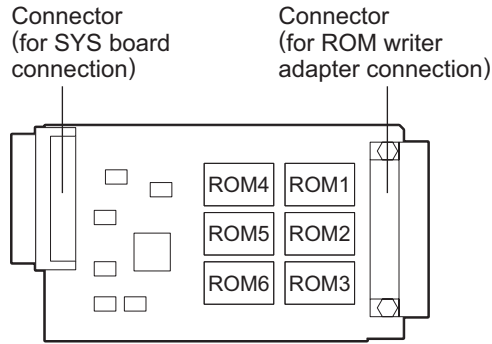 Connector
(for SYS board
connection)
Connector
(for ROM writer
adapter connection)
ROM4 ROM1
ROM5 ROM2
ROM6 ROM3